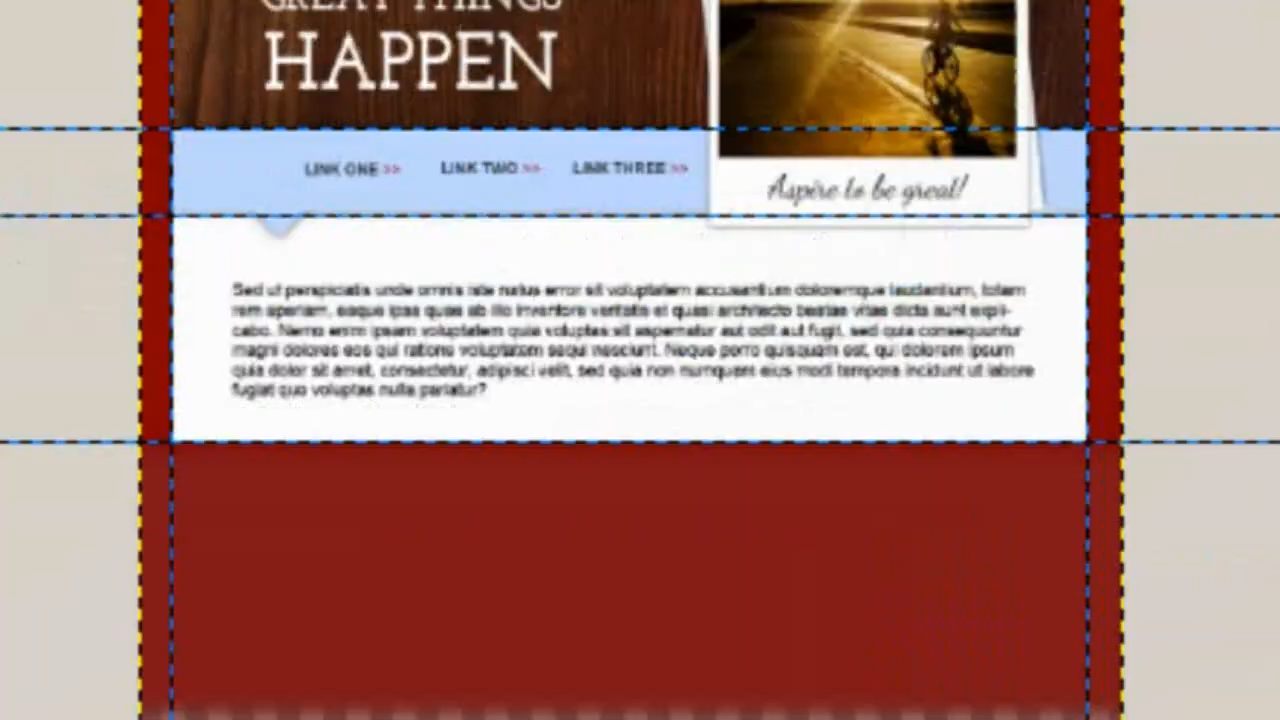 GREAT THINGS
HAPPEN
LINK ONE >> LINK TWO >> LINK THREE >>
Aspire to be great!
Sed ut perspiciatis unde omnis iste natus error sit voluptatem accusantium doloremque laudantium, totam
rem aperiam, eaque ipsa quae ab illo inventore veritatis et quasi architecto beatae vitae dicta sunt expli-
cabo. Nemo enim ipsam voluptatem quia voluptas sit aspernatur aut odit aut fugit, sed quia consequuntur
magni dolores eos qui ratione voluptatem sequi nesciunt. Neque porro quisquam est, qui dolorem ipsum
quia dolor sit amet, consectetur, adipisci velit, sed quia non numquam eius modi tempora incidunt ut labore
fugiat quo voluptas nulla pariatur?